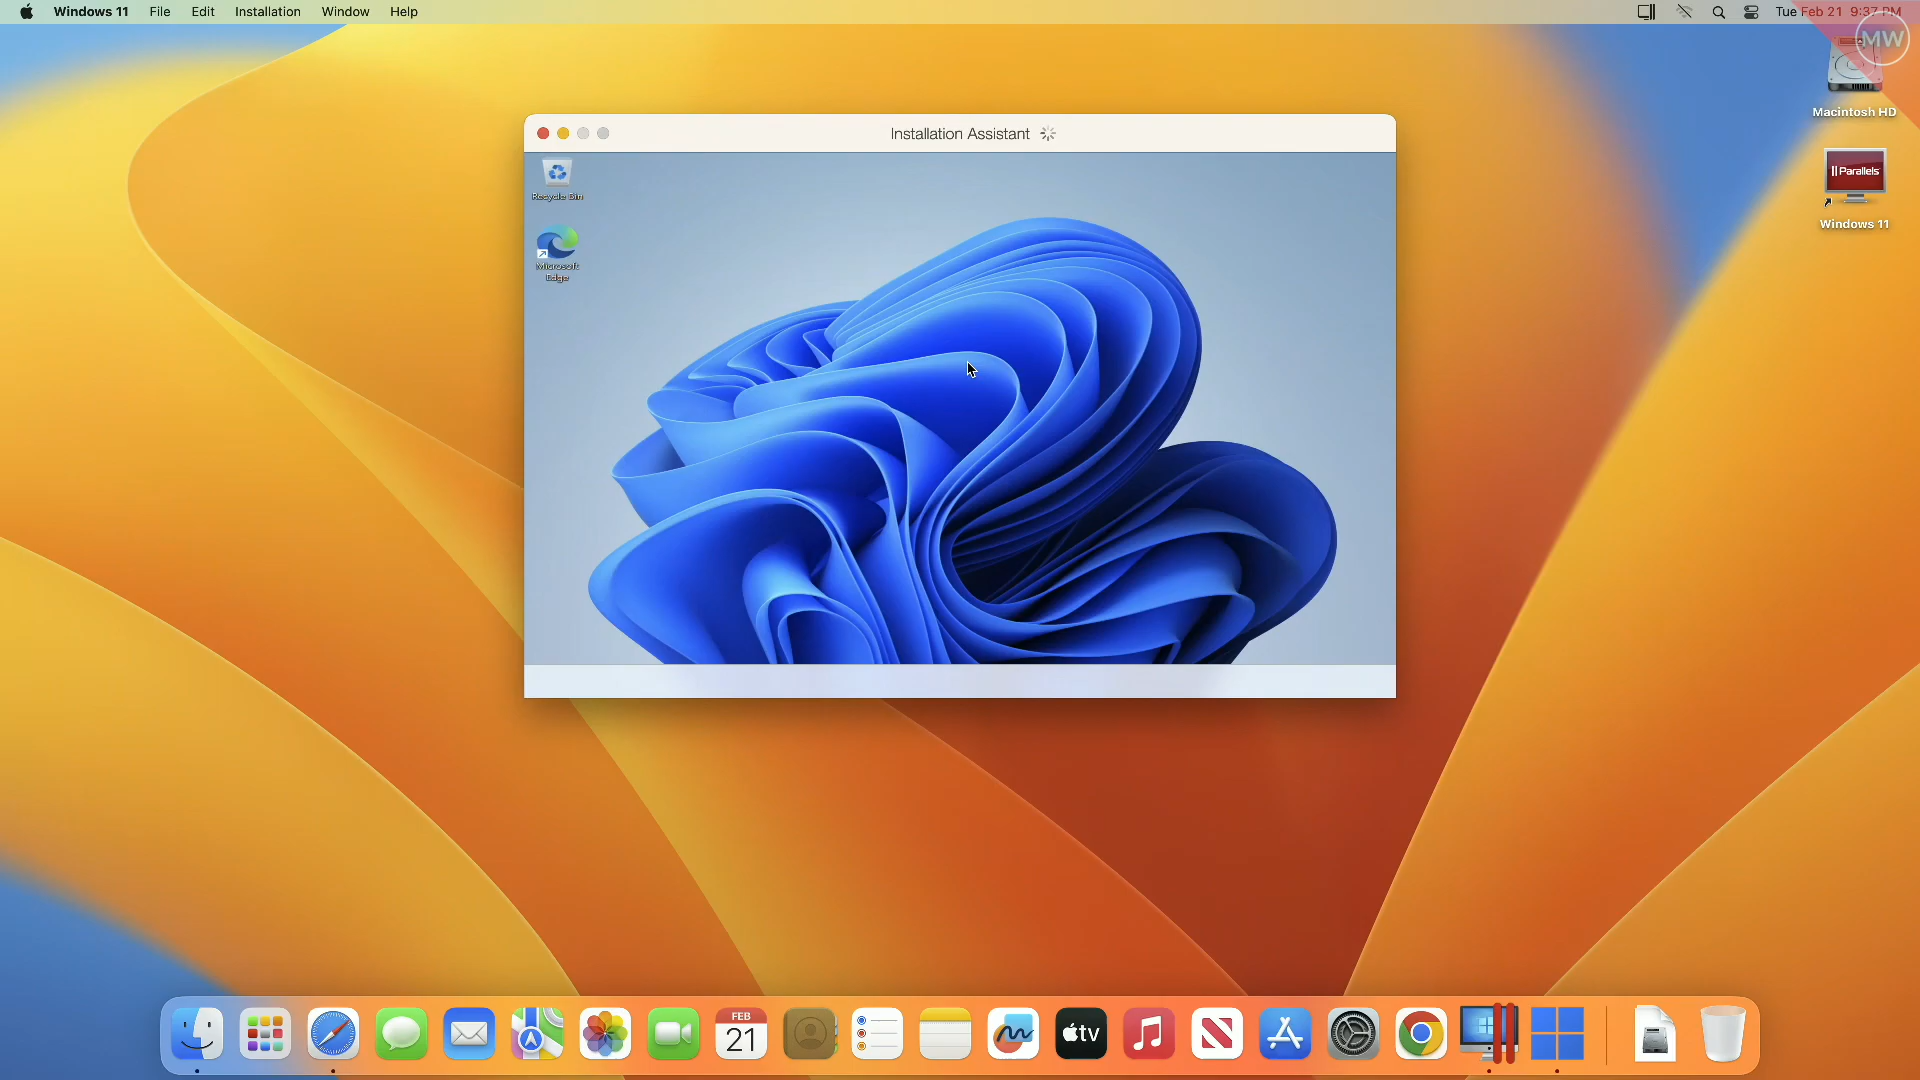 Windows 11 File Edit Installation Window Help Tue Feb 21 9:37 PM
MW
Macintosh HD
Parallels
Windows 11
Installation Assistant
Recycle Bin
Microsoft
Edge
FEB
21
tv